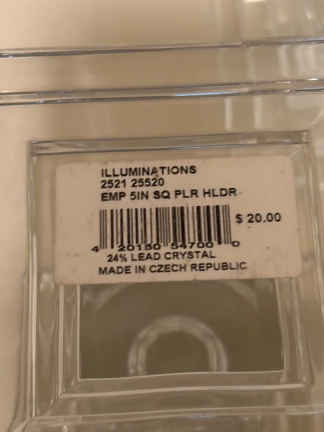 ILLUMINATIONS
2521 25520
EMP 5IN SQ PLR HLDR
$ 20.00
4 20150 54700 0
24% LEAD CRYSTAL
MADE IN CZECH REPUBLIC